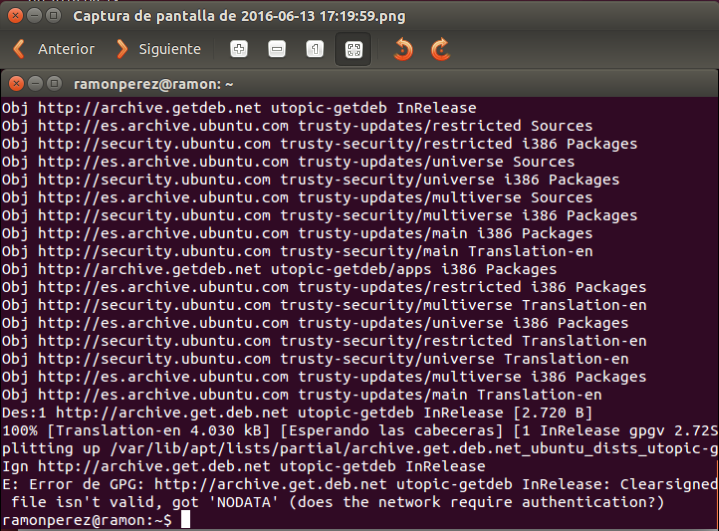 Captura de pantalla de 2016-06-13 17:19:59.png
Anterior Siguiente
ramonperez@ramon: ~
Obj http://archive.getdeb.net utopic-getdeb InRelease
Obj http://es.archive.ubuntu.com trusty-updates/restricted Sources
Obj http://security.ubuntu.com trusty-security/restricted i386 Packages
Obj http://es.archive.ubuntu.com trusty-updates/universe Sources
Obj http://security.ubuntu.com trusty-security/universe i386 Packages
Obj http://es.archive.ubuntu.com trusty-updates/multiverse Sources
Obj http://security.ubuntu.com trusty-security/multiverse i386 Packages
Obj http://es.archive.ubuntu.com trusty-updates/main i386 Packages
Obj http://security.ubuntu.com trusty-security/main Translation-en
Obj http://archive.getdeb.net utopic-getdeb/apps i386 Packages
Obj http://es.archive.ubuntu.com trusty-updates/restricted i386 Packages
Obj http://security.ubuntu.com trusty-security/multiverse Translation-en
Obj http://es.archive.ubuntu.com trusty-updates/universe i386 Packages
Obj http://security.ubuntu.com trusty-security/restricted Translation-en
Obj http://security.ubuntu.com trusty-security/universe Translation-en
Obj http://es.archive.ubuntu.com trusty-updates/multiverse i386 Packages
Obj http://es.archive.ubuntu.com trusty-updates/main Translation-en
Des:1 http://archive.get.deb.net utopic-getdeb InRelease [2.720 B]
100% [Translation-en 4.030 kB] [Esperando las cabeceras] [1 InRelease gpgv 2.72S
plitting up /var/lib/apt/lists/partial/archive.get.deb.net_ubuntu_dists_utopic-g
Ign http://archive.get.deb.net utopic-getdeb InRelease
E: Error de GPG: http://archive.get.deb.net utopic-getdeb InRelease: Clearsigned
file isn't valid, got 'NODATA' (does the network require authentication?)
ramonperez@ramon:~$